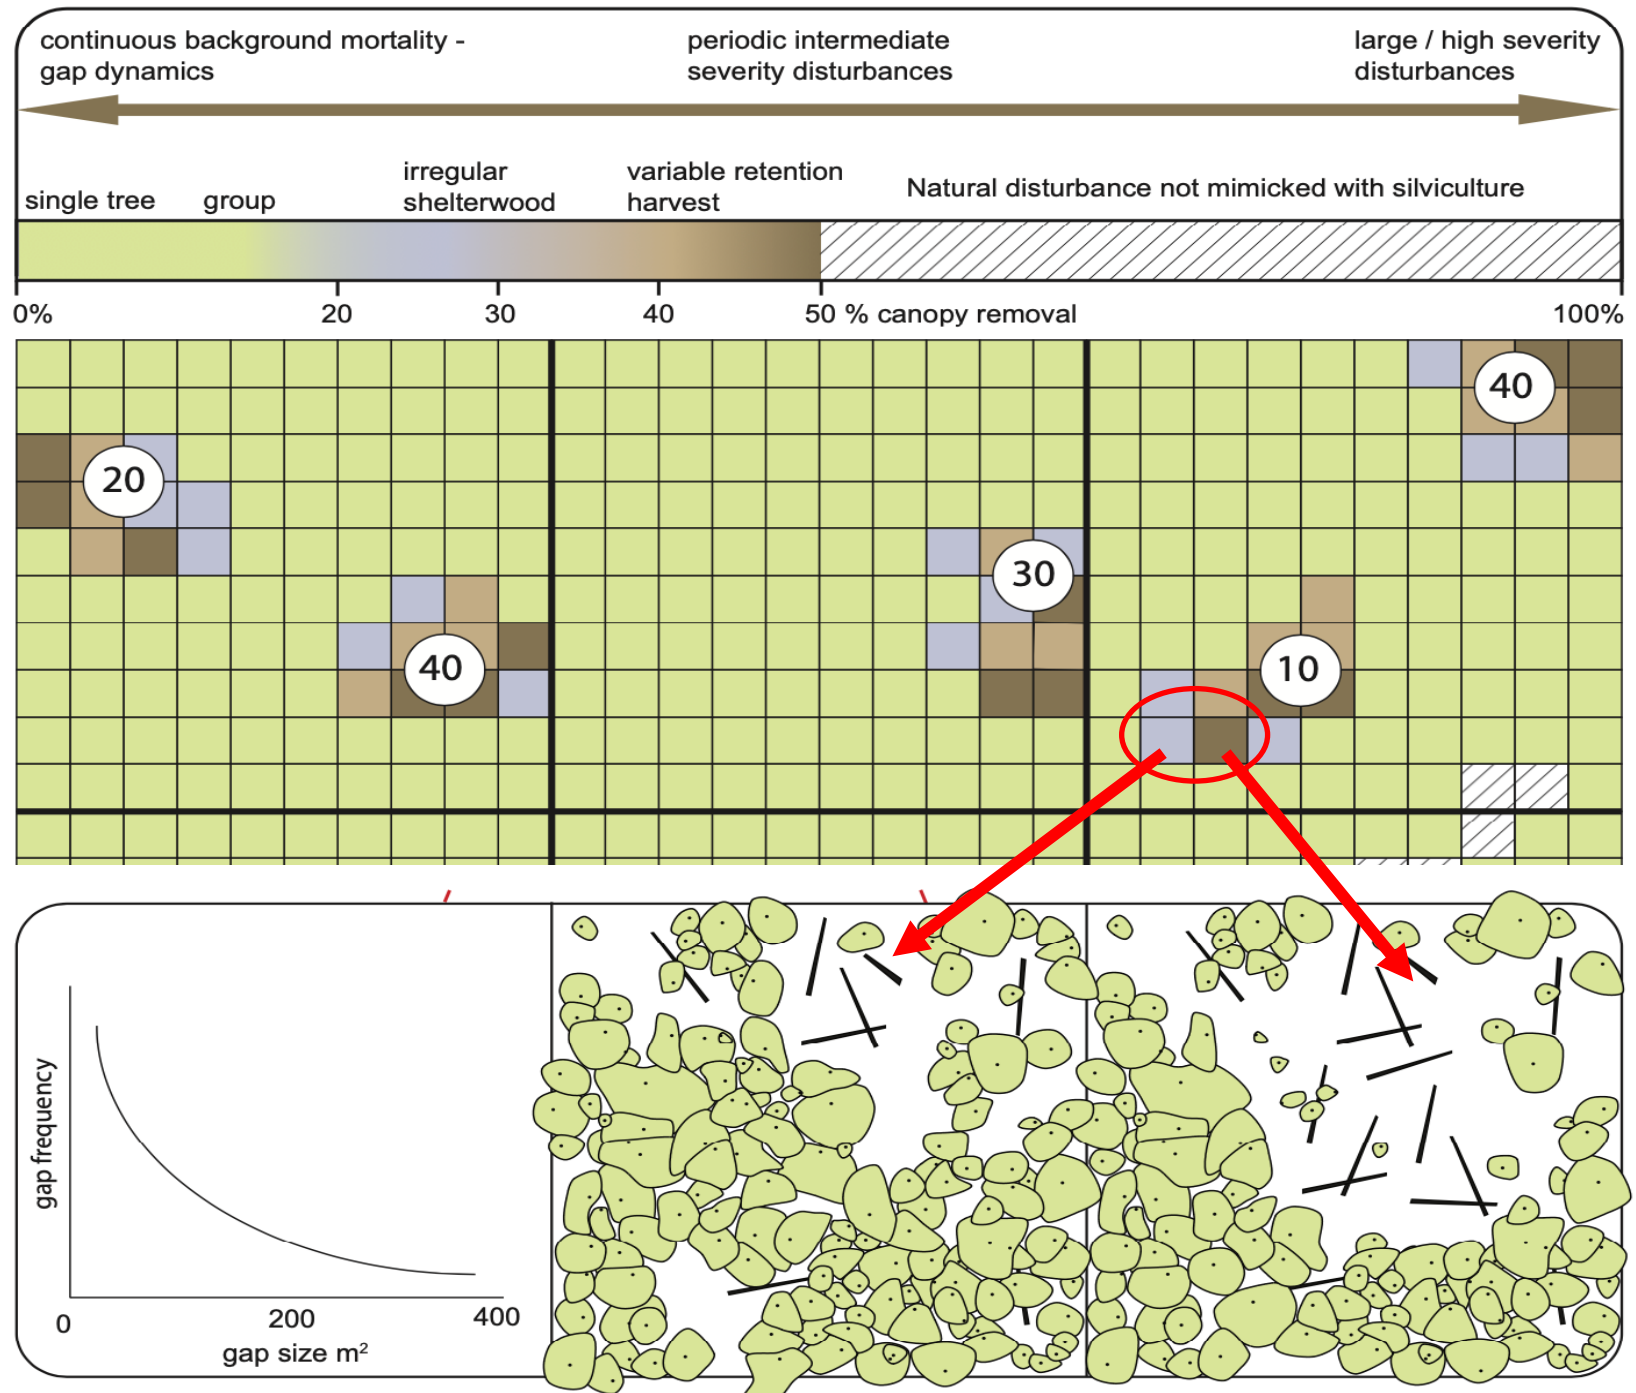 continuous background mortality -
gap dynamics
periodic intermediate
severity disturbances
large / high severity
disturbances
single tree
group
irregular
shelterwood
variable retention
harvest
Natural disturbance not mimicked with silviculture
0%
20
30
40
50 % canopy removal
100%
40
20
30
40
10
gap frequency
0
200
400
gap size m²